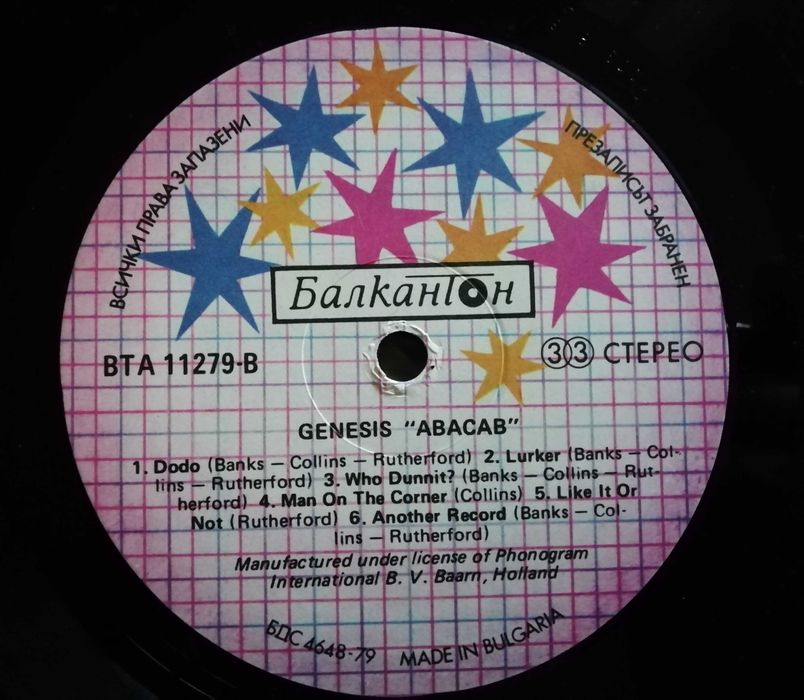 ВСИЧКИ ПРАВА ЗАПАЗЕНИ
ПРЕЗАПИСЪТ ЗАБРАНЕН
Балкантон
ВТА 11279-В
33 СТЕРЕО
GENESIS "ABACAB"
1. Dodo (Banks – Collins – Rutherford) 2. Lurker (Banks – Col-
lins – Rutherford) 3. Who Dunnit? (Banks – Collins – Rut-
herford) 4. Man On The Corner (Collins) 5. Like It Or
Not (Rutherford) 6. Another Record (Banks – Col-
lins – Rutherford)
Manufactured under license of Phonogram
International B. V. Baarn, Holland
БДС 4648-79 MADE IN BULGARIA